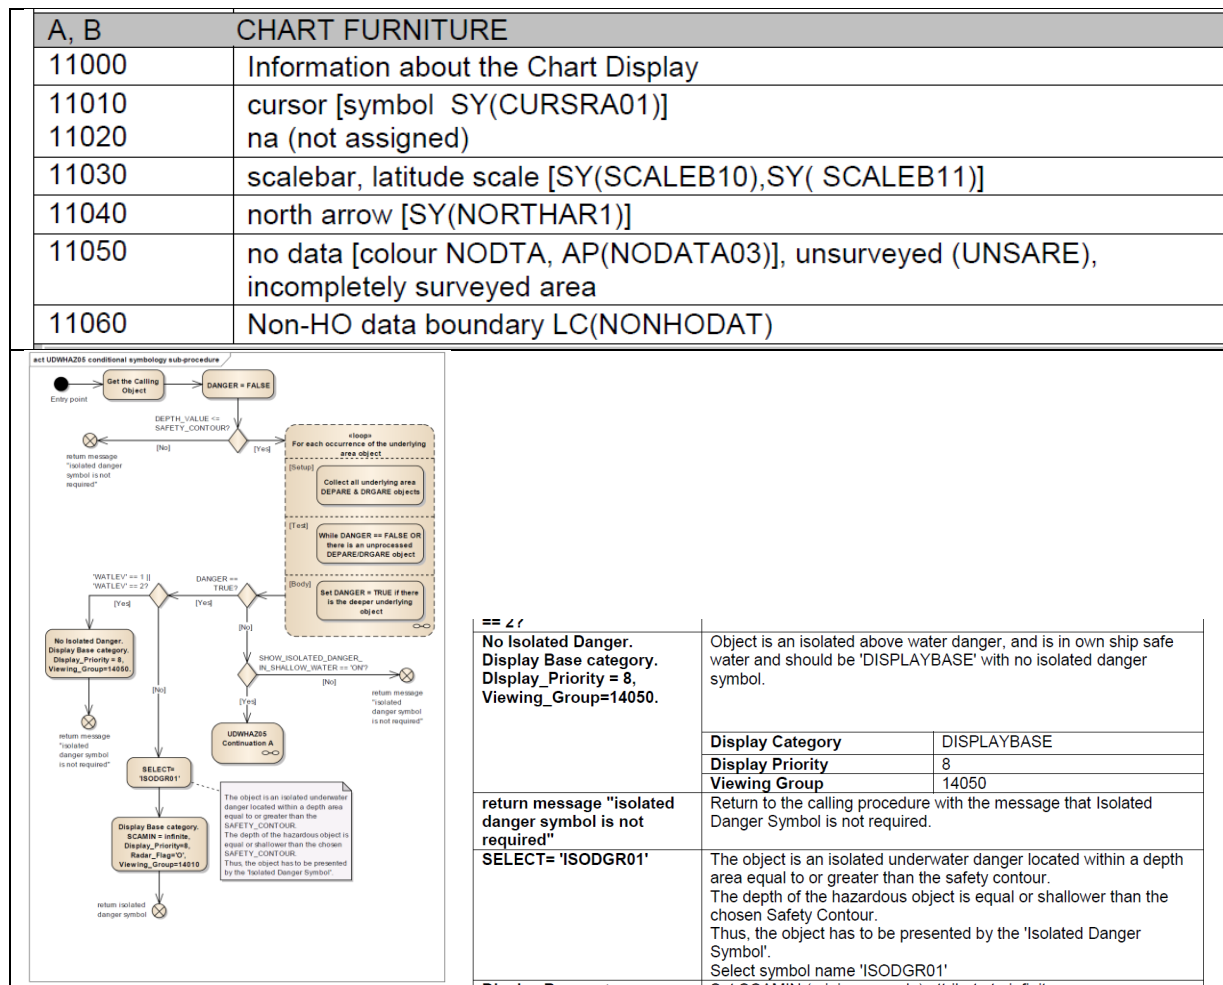 A, B CHART FURNITURE
11000 Information about the Chart Display
11010 cursor [symbol SY(CURSRA01)]
11020 na (not assigned)
11030 scalebar, latitude scale [SY(SCALEB10),SY( SCALEB11)]
11040 north arrow [SY(NORTHAR1)]
11050 no data [colour NODTA, AP(NODATA03)], unsurveyed (UNSARE),
incompletely surveyed area
11060 Non-HO data boundary LC(NONHODAT)
act UDWHAZ05 conditional symbology sub-procedure
Entry point
Get the Calling
Object
DANGER = FALSE
DEPTH_VALUE <=
SAFETY_CONTOUR?
[No]
[Yes]
return message
"isolated danger
symbol is not
required"
«loop»
For each occurrence of the underlying
area object
[Setup]
Collect all underlying area
DEPARE & DRGARE objects
[Test]
While DANGER == FALSE OR
there is an unprocessed
DEPARE/DRGARE object
[Body]
Set DANGER = TRUE if there
is the deeper underlying
object
DANGER ==
TRUE?
[Yes]
[No]
'WATLEV' == 1 ||
'WATLEV' == 2?
[Yes]
[No]
No Isolated Danger.
Display Base category.
DIsplay_Priority = 8,
Viewing_Group=14050.
return message
"isolated
danger symbol
is not required"
SHOW_ISOLATED_DANGER_
IN_SHALLOW_WATER == 'ON'?
[No]
[Yes]
return message
"isolated
danger symbol
is not required"
UDWHAZ05
Continuation A
SELECT=
'ISODGR01'
The object is an isolated underwater
danger located within a depth area
equal to or greater than the
SAFETY_CONTOUR.
The depth of the hazardous object is
equal or shallower than the chosen
SAFETY_CONTOUR.
Thus, the object has to be presented
by the 'Isolated Danger Symbol'.
Display Base category.
SCAMIN = infinite,
Display_Priority=8,
Radar_Flag='O',
Viewing_Group=14010
return isolated
danger symbol
== 2?
No Isolated Danger.
Display Base category.
DIsplay_Priority = 8,
Viewing_Group=14050.
Object is an isolated above water danger, and is in own ship safe
water and should be 'DISPLAYBASE' with no isolated danger
symbol.
Display Category DISPLAYBASE
Display Priority 8
Viewing Group 14050
return message "isolated
danger symbol is not
required"
Return to the calling procedure with the message that Isolated
Danger Symbol is not required.
SELECT= 'ISODGR01'
The object is an isolated underwater danger located within a depth
area equal to or greater than the safety contour.
The depth of the hazardous object is equal or shallower than the
chosen Safety Contour.
Thus, the object has to be presented by the 'Isolated Danger
Symbol'.
Select symbol name 'ISODGR01'